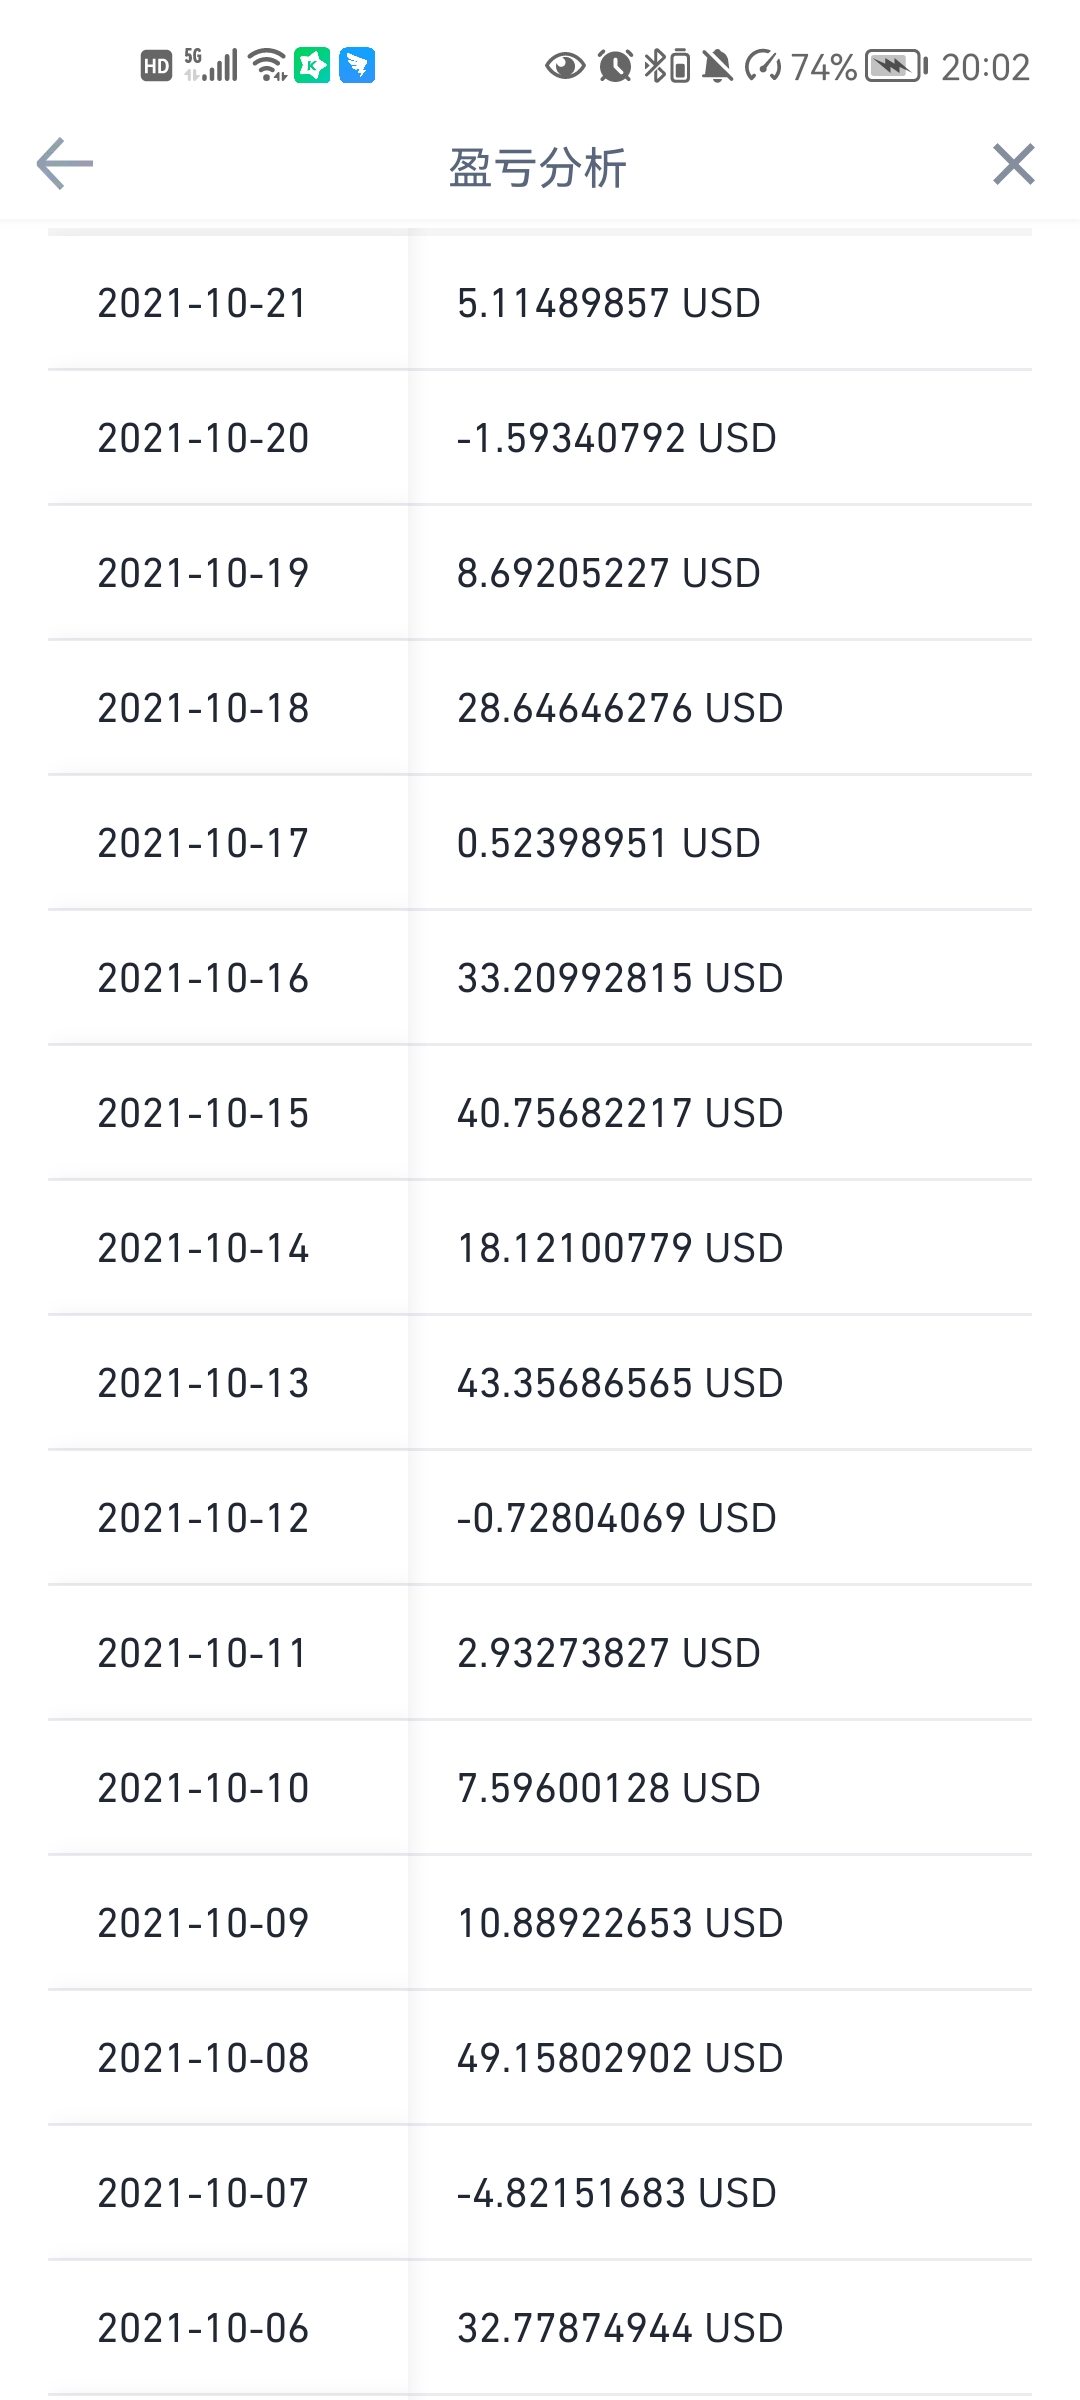 HD 5G 74% 20:02
盈亏分析
2021-10-21 5.11489857 USD
2021-10-20 -1.59340792 USD
2021-10-19 8.69205227 USD
2021-10-18 28.64646276 USD
2021-10-17 0.52398951 USD
2021-10-16 33.20992815 USD
2021-10-15 40.75682217 USD
2021-10-14 18.12100779 USD
2021-10-13 43.35686565 USD
2021-10-12 -0.72804069 USD
2021-10-11 2.93273827 USD
2021-10-10 7.59600128 USD
2021-10-09 10.88922653 USD
2021-10-08 49.15802902 USD
2021-10-07 -4.82151683 USD
2021-10-06 32.77874944 USD